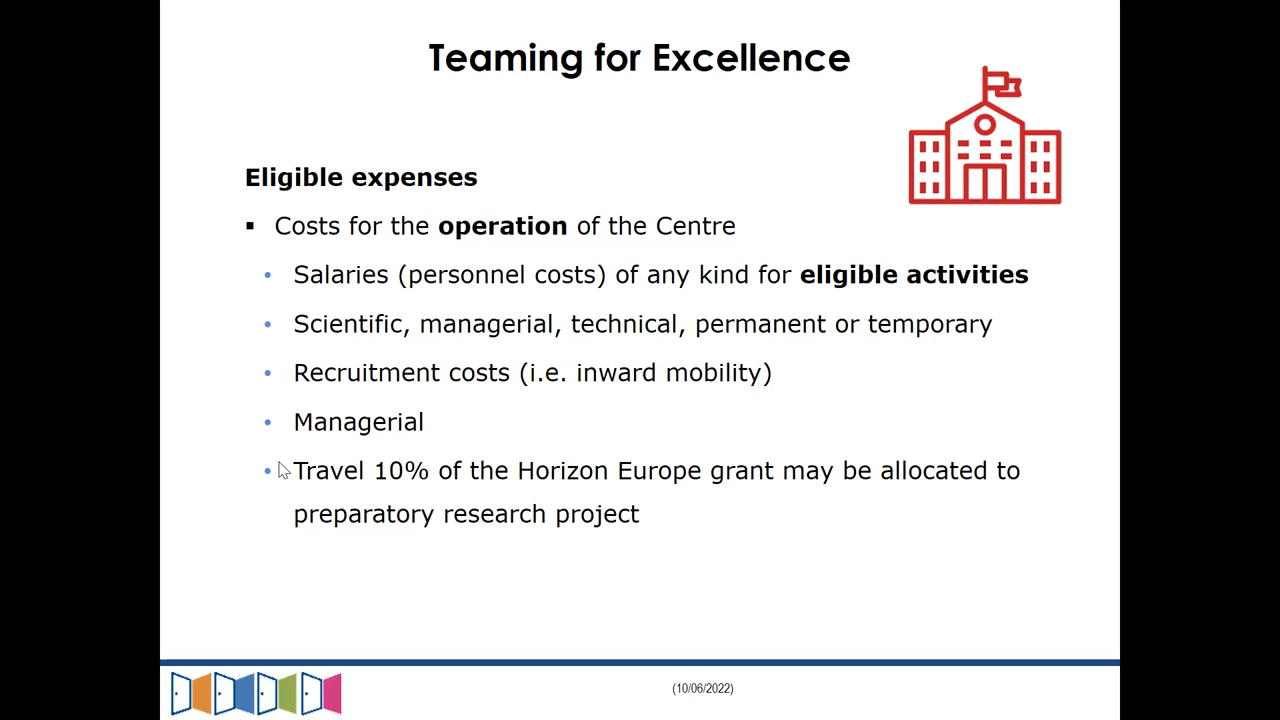 Teaming for Excellence
Eligible expenses
▪ Costs for the operation of the Centre
• Salaries (personnel costs) of any kind for eligible activities
• Scientific, managerial, technical, permanent or temporary
• Recruitment costs (i.e. inward mobility)
• Managerial
• Travel 10% of the Horizon Europe grant may be allocated to
preparatory research project
(10/06/2022)